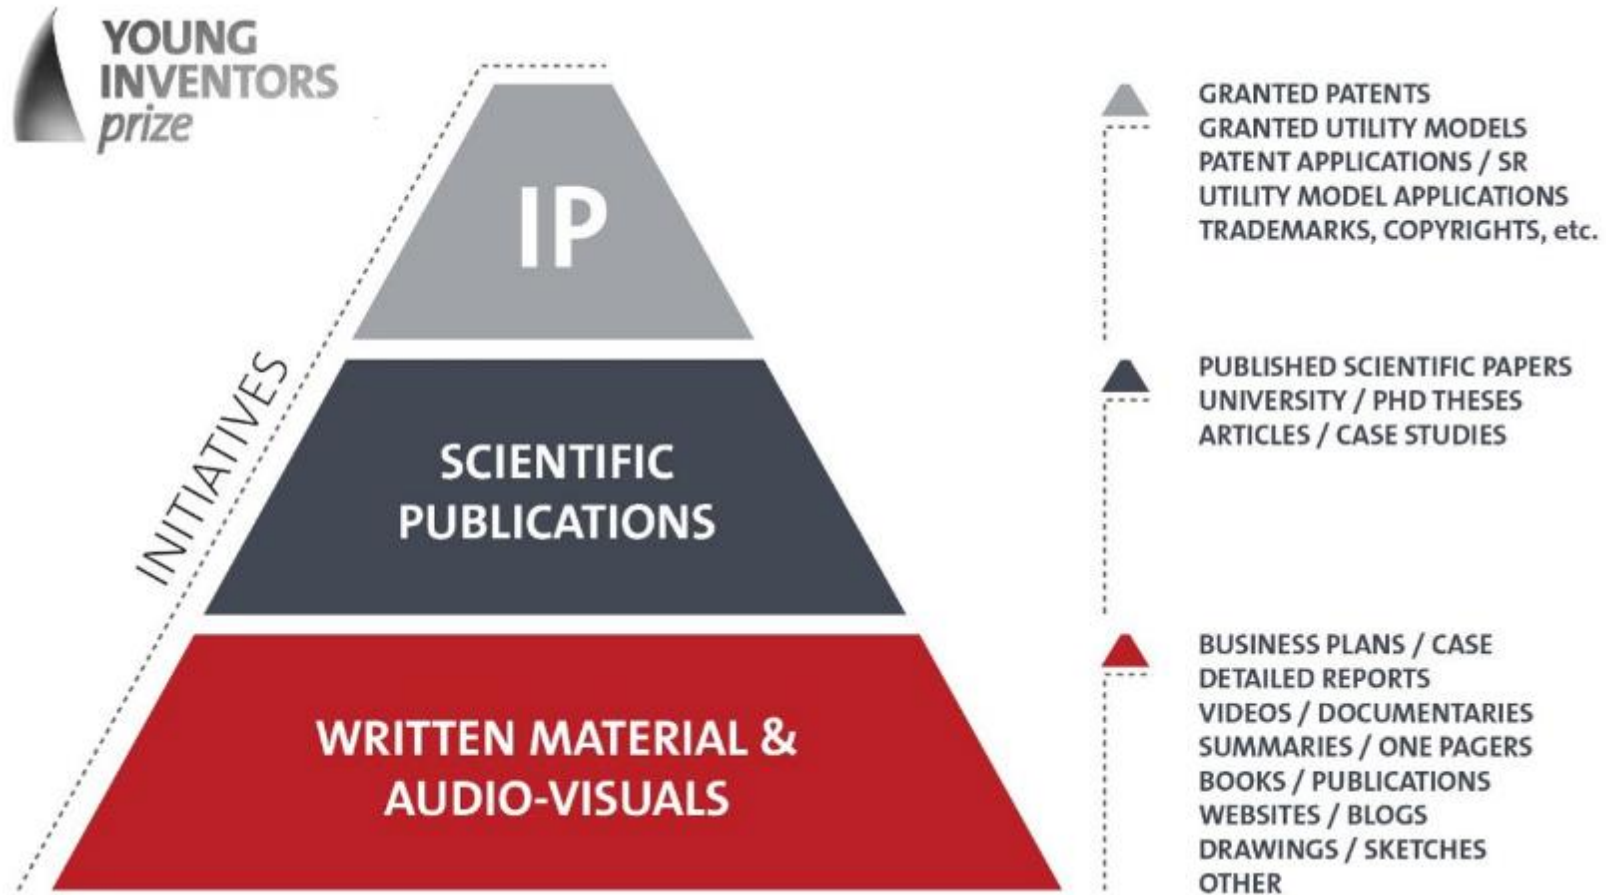 YOUNG
INVENTORS
prize
INITIATIVES
IP
SCIENTIFIC
PUBLICATIONS
WRITTEN MATERIAL &
AUDIO-VISUALS
GRANTED PATENTS
GRANTED UTILITY MODELS
PATENT APPLICATIONS / SR
UTILITY MODEL APPLICATIONS
TRADEMARKS, COPYRIGHTS, etc.
PUBLISHED SCIENTIFIC PAPERS
UNIVERSITY / PHD THESES
ARTICLES / CASE STUDIES
BUSINESS PLANS / CASE
DETAILED REPORTS
VIDEOS / DOCUMENTARIES
SUMMARIES / ONE PAGERS
BOOKS / PUBLICATIONS
WEBSITES / BLOGS
DRAWINGS / SKETCHES
OTHER